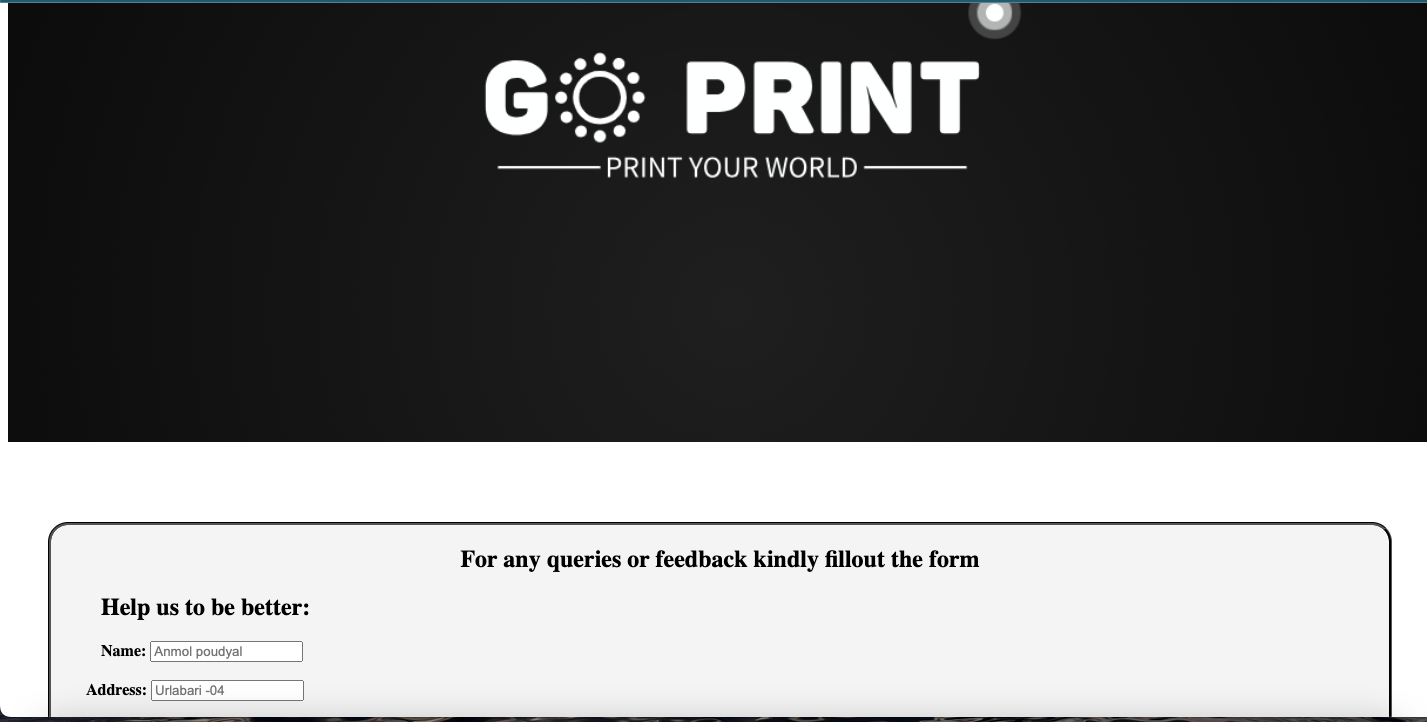 GO PRINT
PRINT YOUR WORLD
For any queries or feedback kindly fillout the form
Help us to be better:
Name: Anmol poudyal
Address: Urlabari -04